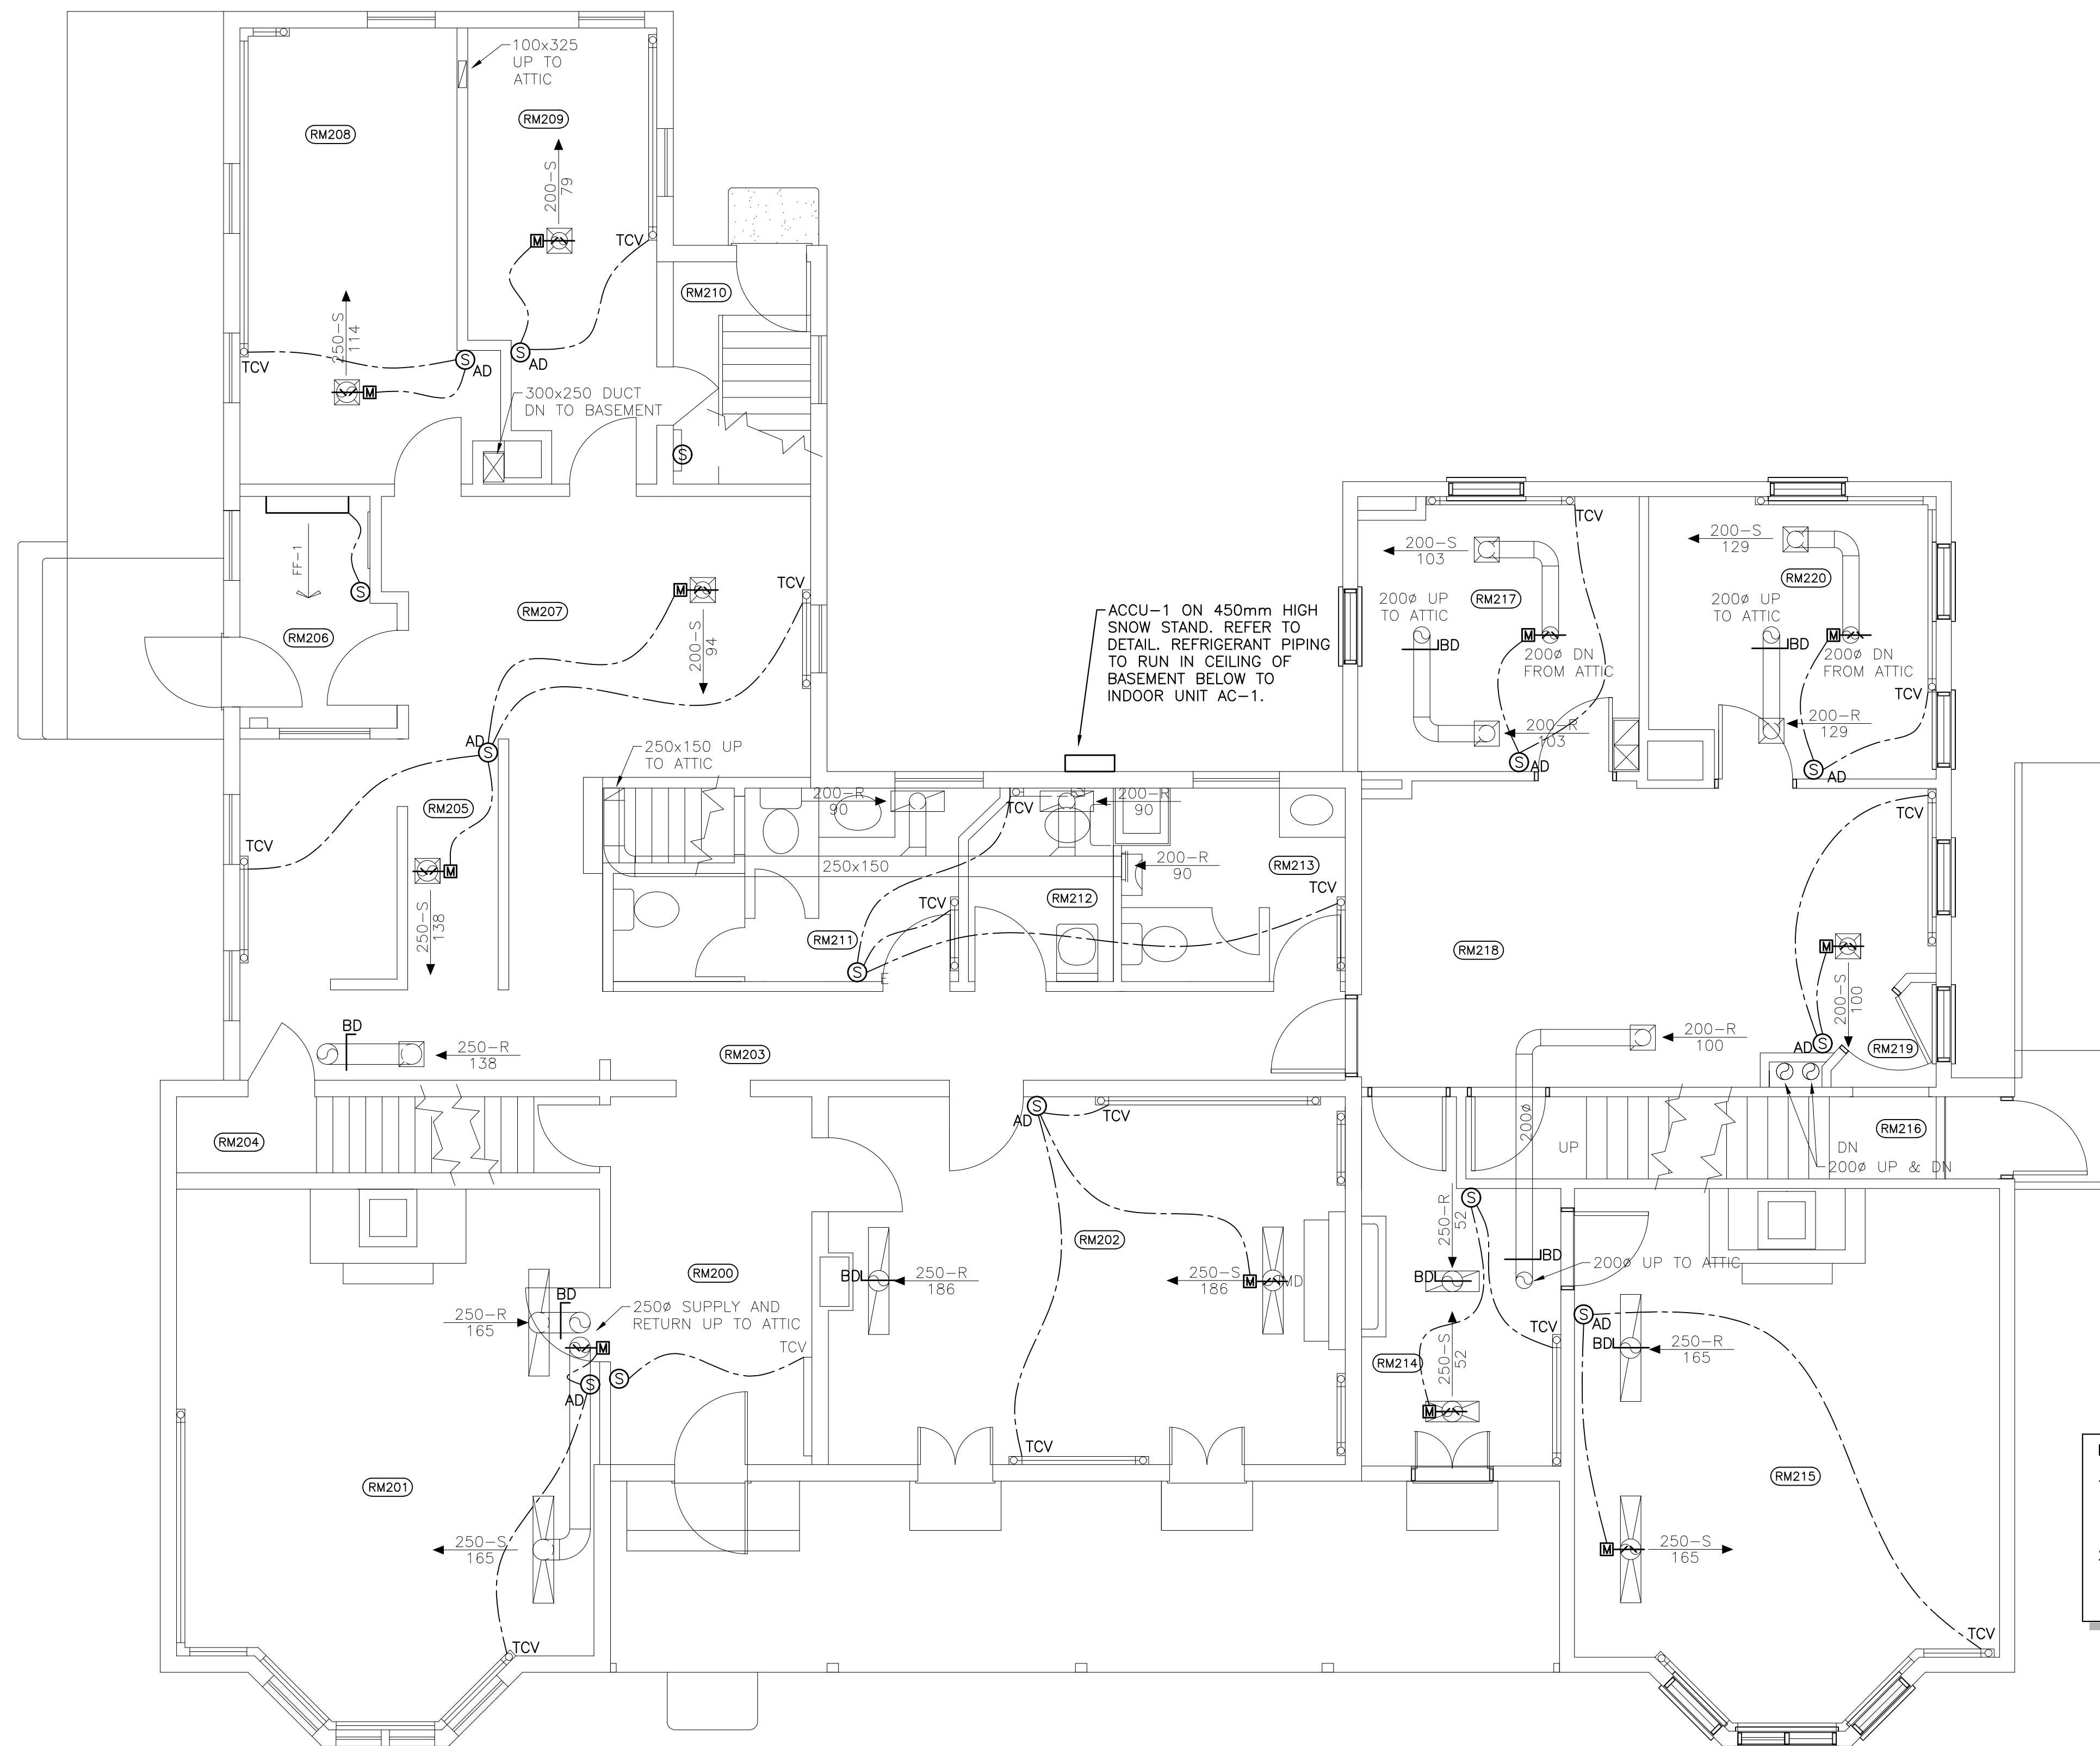 100x325
UP TO
ATTIC
RM208
RM209
200-S
79
TCV
RM210
250-S
114
TCV
AD
S
S
AD
M
M
300x250 DUCT
DN TO BASEMENT
S
FF-1
S
RM206
RM207
M
TCV
200-S
94
AD
S
RM205
TCV
M
250-S
138
BD
250-R
138
ACCU-1 ON 450mm HIGH
SNOW STAND. REFER TO
DETAIL. REFRIGERANT PIPING
TO RUN IN CEILING OF
BASEMENT BELOW TO
INDOOR UNIT AC-1.
250x150 UP
TO ATTIC
200-R
90
TCV
200-R
90
250x150
200-R
90
RM213
RM212
TCV
TCV
RM211
S
RM203
TCV
200-S
103
RM217
200ø UP
TO ATTIC
BD
M
200ø DN
FROM ATTIC
200-R
103
S
AD
200-S
129
RM220
200ø UP
TO ATTIC
BD
M
200ø DN
FROM ATTIC
TCV
200-R
129
S
AD
TCV
RM218
M
200-S
100
200-R
100
AD
S
RM219
RM204
AD
S
TCV
200ø
UP
DN
RM216
200ø UP & DN
RM202
RM200
BD
250-R
186
250-S
186
M
MD
250-R
52
S
BD
BD
200ø UP TO ATTIC
250-R
165
BD
250ø SUPPLY AND
RETURN UP TO ATTIC
M
TCV
S
S
AD
250-S
52
TCV
RM214
M
S
AD
BD
250-R
165
RM201
250-S
165
TCV
TCV
RM215
M
250-S
165
TCV